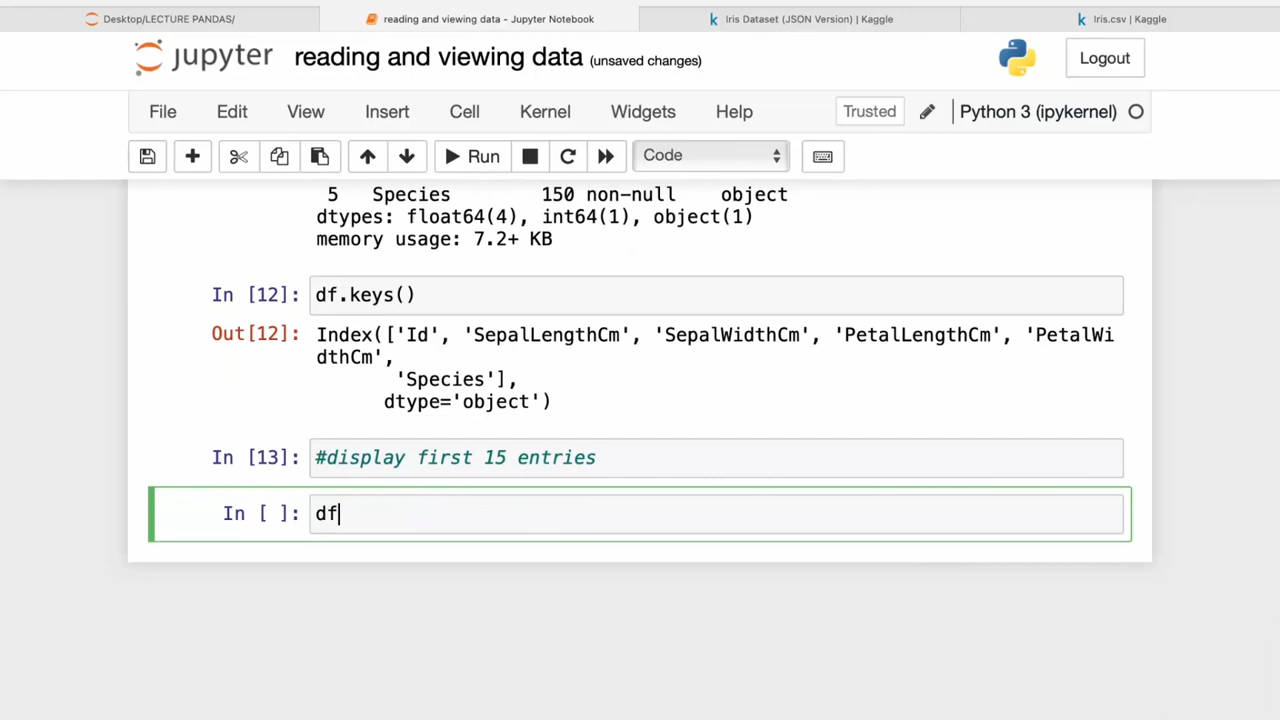 Desktop/LECTURE PANDAS/
reading and viewing data - Jupyter Notebook
Iris Dataset (JSON Version) | Kaggle
Iris.csv | Kaggle
jupyter reading and viewing data (unsaved changes)
Logout
File Edit View Insert Cell Kernel Widgets Help
Trusted
Python 3 (ipykernel)
Run
Code
5 Species 150 non-null object
dtypes: float64(4), int64(1), object(1)
memory usage: 7.2+ KB
In [12]: df.keys()
Out[12]: Index(['Id', 'SepalLengthCm', 'SepalWidthCm', 'PetalLengthCm', 'PetalWi
dthCm',
'Species'],
dtype='object')
In [13]: #display first 15 entries
In [ ]: df